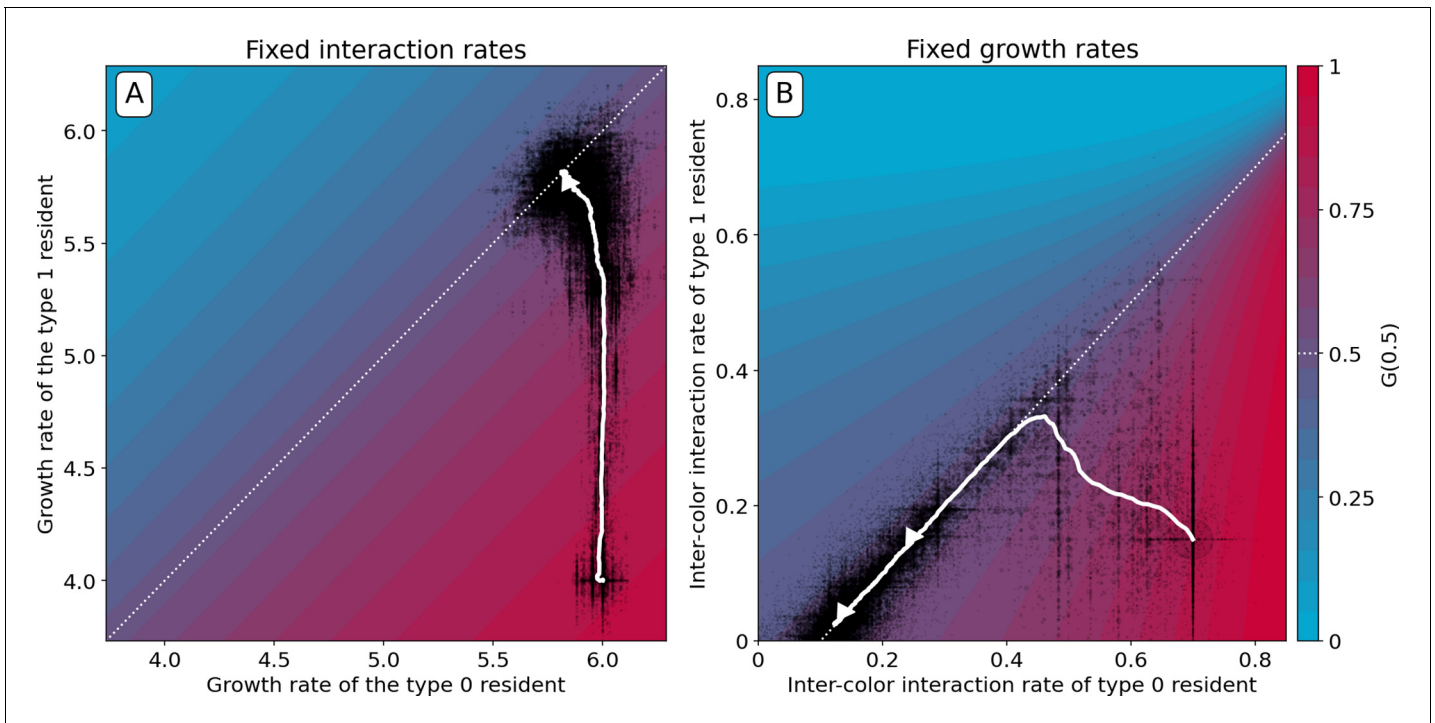 Fixed interaction rates
A
Growth rate of the type 1 resident
6.0
5.5
5.0
4.5
4.0
4.0 4.5 5.0 5.5 6.0
Growth rate of the type 0 resident
Fixed growth rates
B
Inter-color interaction rate of type 1 resident
0.8
0.6
0.4
0.2
0
0 0.2 0.4 0.6 0.8
Inter-color interaction rate of type 0 resident
1
0.75
0.5
0.25
0
G(0.5)